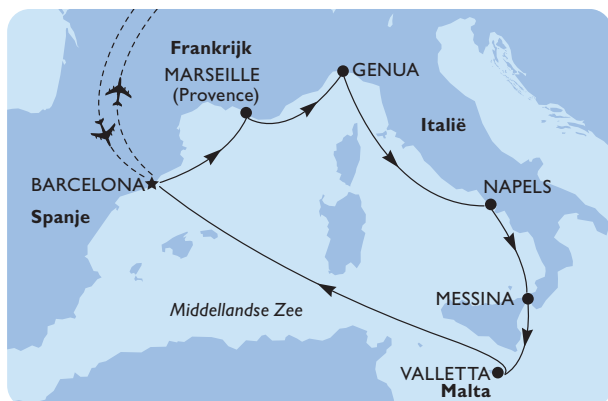 Frankrijk
MARSEILLE
(Provence)
GENUA
Italië
BARCELONA
Spanje
NAPELS
MESSINA
Middellandse Zee
VALLETTA
Malta